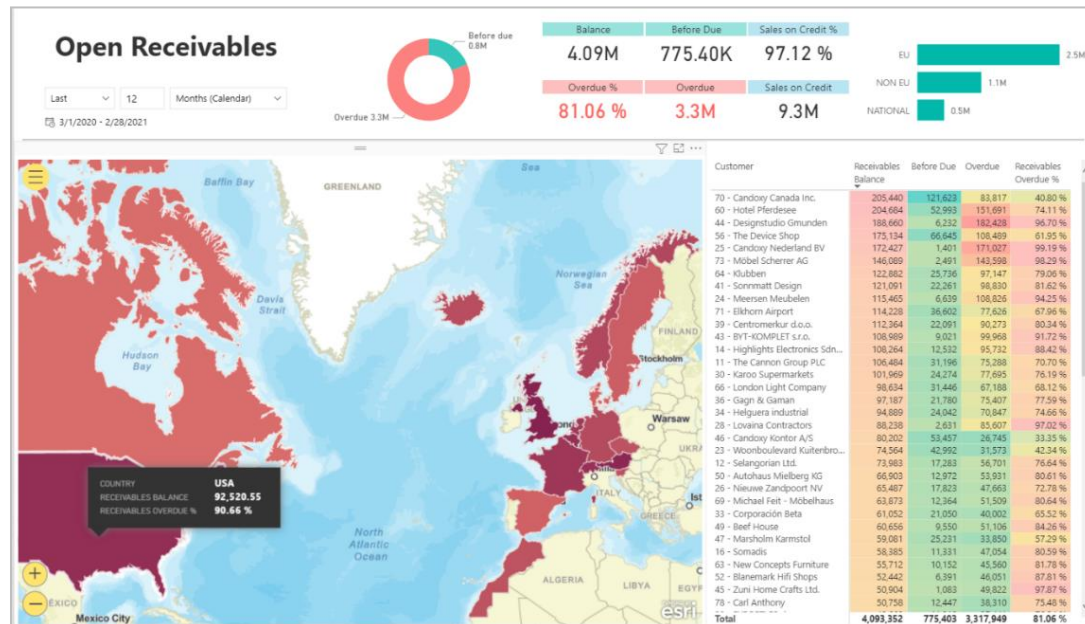 Open Receivables
Last
12
Months (Calendar)
3/1/2020 - 2/28/2021
Before due
0.8M
Overdue 3.3M
Balance
Before Due
Sales on Credit %
4.09M
775.40K
97.12 %
Overdue %
Overdue
Sales on Credit
81.06 %
3.3M
9.3M
EU
2.5M
NON EU
1.1M
NATIONAL
0.5M
Baffin Bay
GREENLAND
Sea
Norwegian
Sea
Davis
Strait
FINLAND
Hudson
Bay
Stockholm
Warsaw
UKRA
COUNTRY USA
RECEIVABLES BALANCE 92,520.55
RECEIVABLES OVERDUE % 90.66 %
ITALY
Ist
GREECE
North
Atlantic
Ocean
ALGERIA
LIBYA
EGYP
EXICO
Mexico City
esri
Customer Receivables Before Due Overdue Receivables
Balance Overdue %
70 - Candoxy Canada Inc. 205,440 121,623 83,817 40.80 %
60 - Hotel Pferdesee 204,684 52,993 151,691 74.11 %
44 - Designstudio Gmunden 188,660 6,232 182,428 96.70 %
56 - The Device Shop 175,134 66,645 108,489 61.95 %
25 - Candoxy Nederland BV 172,427 1,401 171,027 99.19 %
73 - Möbel Scherrer AG 146,089 2,491 143,598 98.29 %
64 - Klubben 122,882 25,736 97,147 79.06 %
41 - Sonnmatt Design 121,091 22,261 98,830 81.62 %
24 - Meersen Meubelen 115,465 6,639 108,826 94.25 %
71 - Elkhorn Airport 114,228 36,602 77,626 67.96 %
39 - Centromerkur d.o.o. 112,364 22,091 90,273 80.34 %
43 - BYT-KOMPLET s.r.o. 108,989 9,021 99,968 91.72 %
14 - Highlights Electronics Sdn... 108,264 12,532 95,732 88.42 %
11 - The Cannon Group PLC 106,484 31,196 75,288 70.70 %
30 - Karoo Supermarkets 101,969 24,274 77,695 76.19 %
66 - London Light Company 98,634 31,446 67,188 68.12 %
36 - Gagn & Gaman 97,187 21,780 75,407 77.59 %
34 - Helguera industrial 94,889 24,042 70,847 74.66 %
28 - Lovaina Contractors 88,238 2,631 85,607 97.02 %
46 - Candoxy Kontor A/S 80,202 53,457 26,745 33.35 %
23 - Woonboulevard Kuitenbro... 74,564 42,992 31,573 42.34 %
12 - Selangorian Ltd. 73,983 17,283 56,701 76.64 %
50 - Autohaus Mielberg KG 66,903 12,972 53,931 80.61 %
26 - Nieuwe Zandpoort NV 65,487 17,823 47,663 72.78 %
69 - Michael Feit - Möbelhaus 63,873 12,364 51,509 80.64 %
33 - Corporación Beta 61,052 21,050 40,002 65.52 %
49 - Beef House 60,656 9,550 51,106 84.26 %
47 - Marsholm Karmstol 59,081 25,231 33,850 57.29 %
16 - Somadis 58,385 11,331 47,054 80.59 %
63 - New Concepts Furniture 55,712 10,152 45,560 81.78 %
52 - Blanemark Hifi Shops 52,442 6,391 46,051 87.81 %
45 - Zuni Home Crafts Ltd. 50,904 1,083 49,822 97.87 %
78 - Carl Anthony 50,758 12,447 38,310 75.48 %
Total 4,093,352 775,403 3,317,949 81.06 %